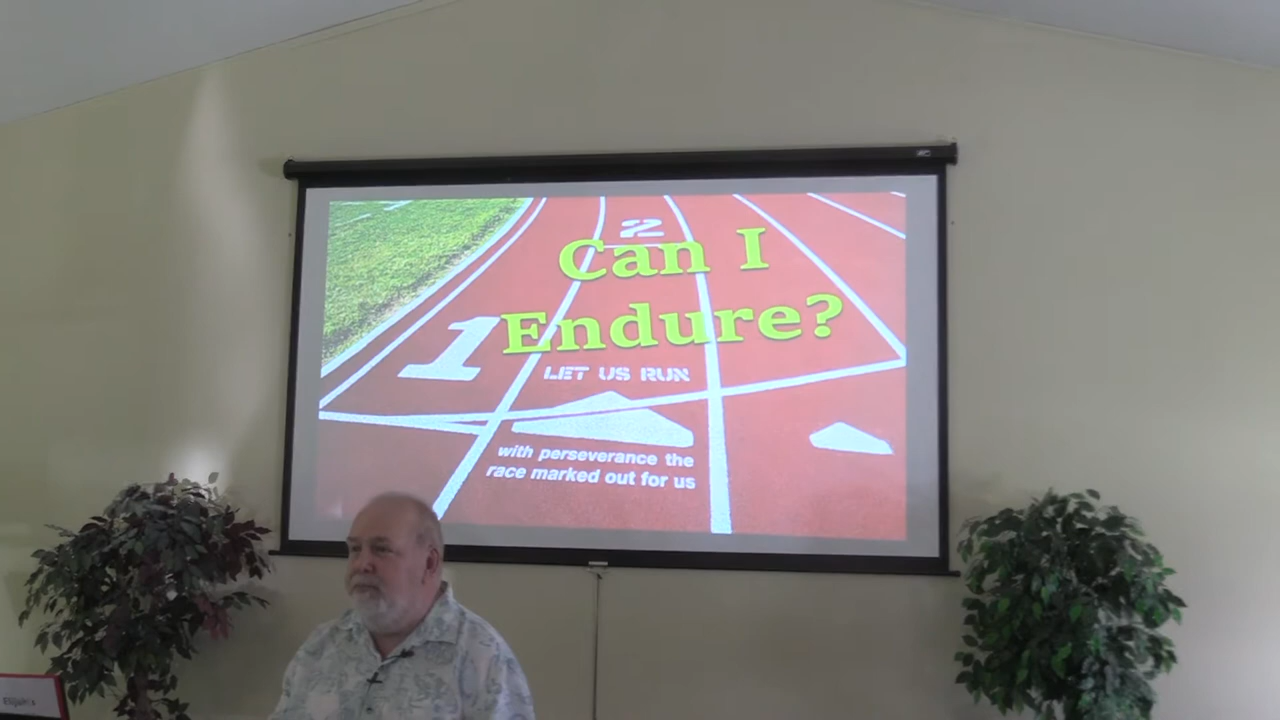 2
Can I
Endure?
1
LET US RUN
with perseverance the
race marked out for us